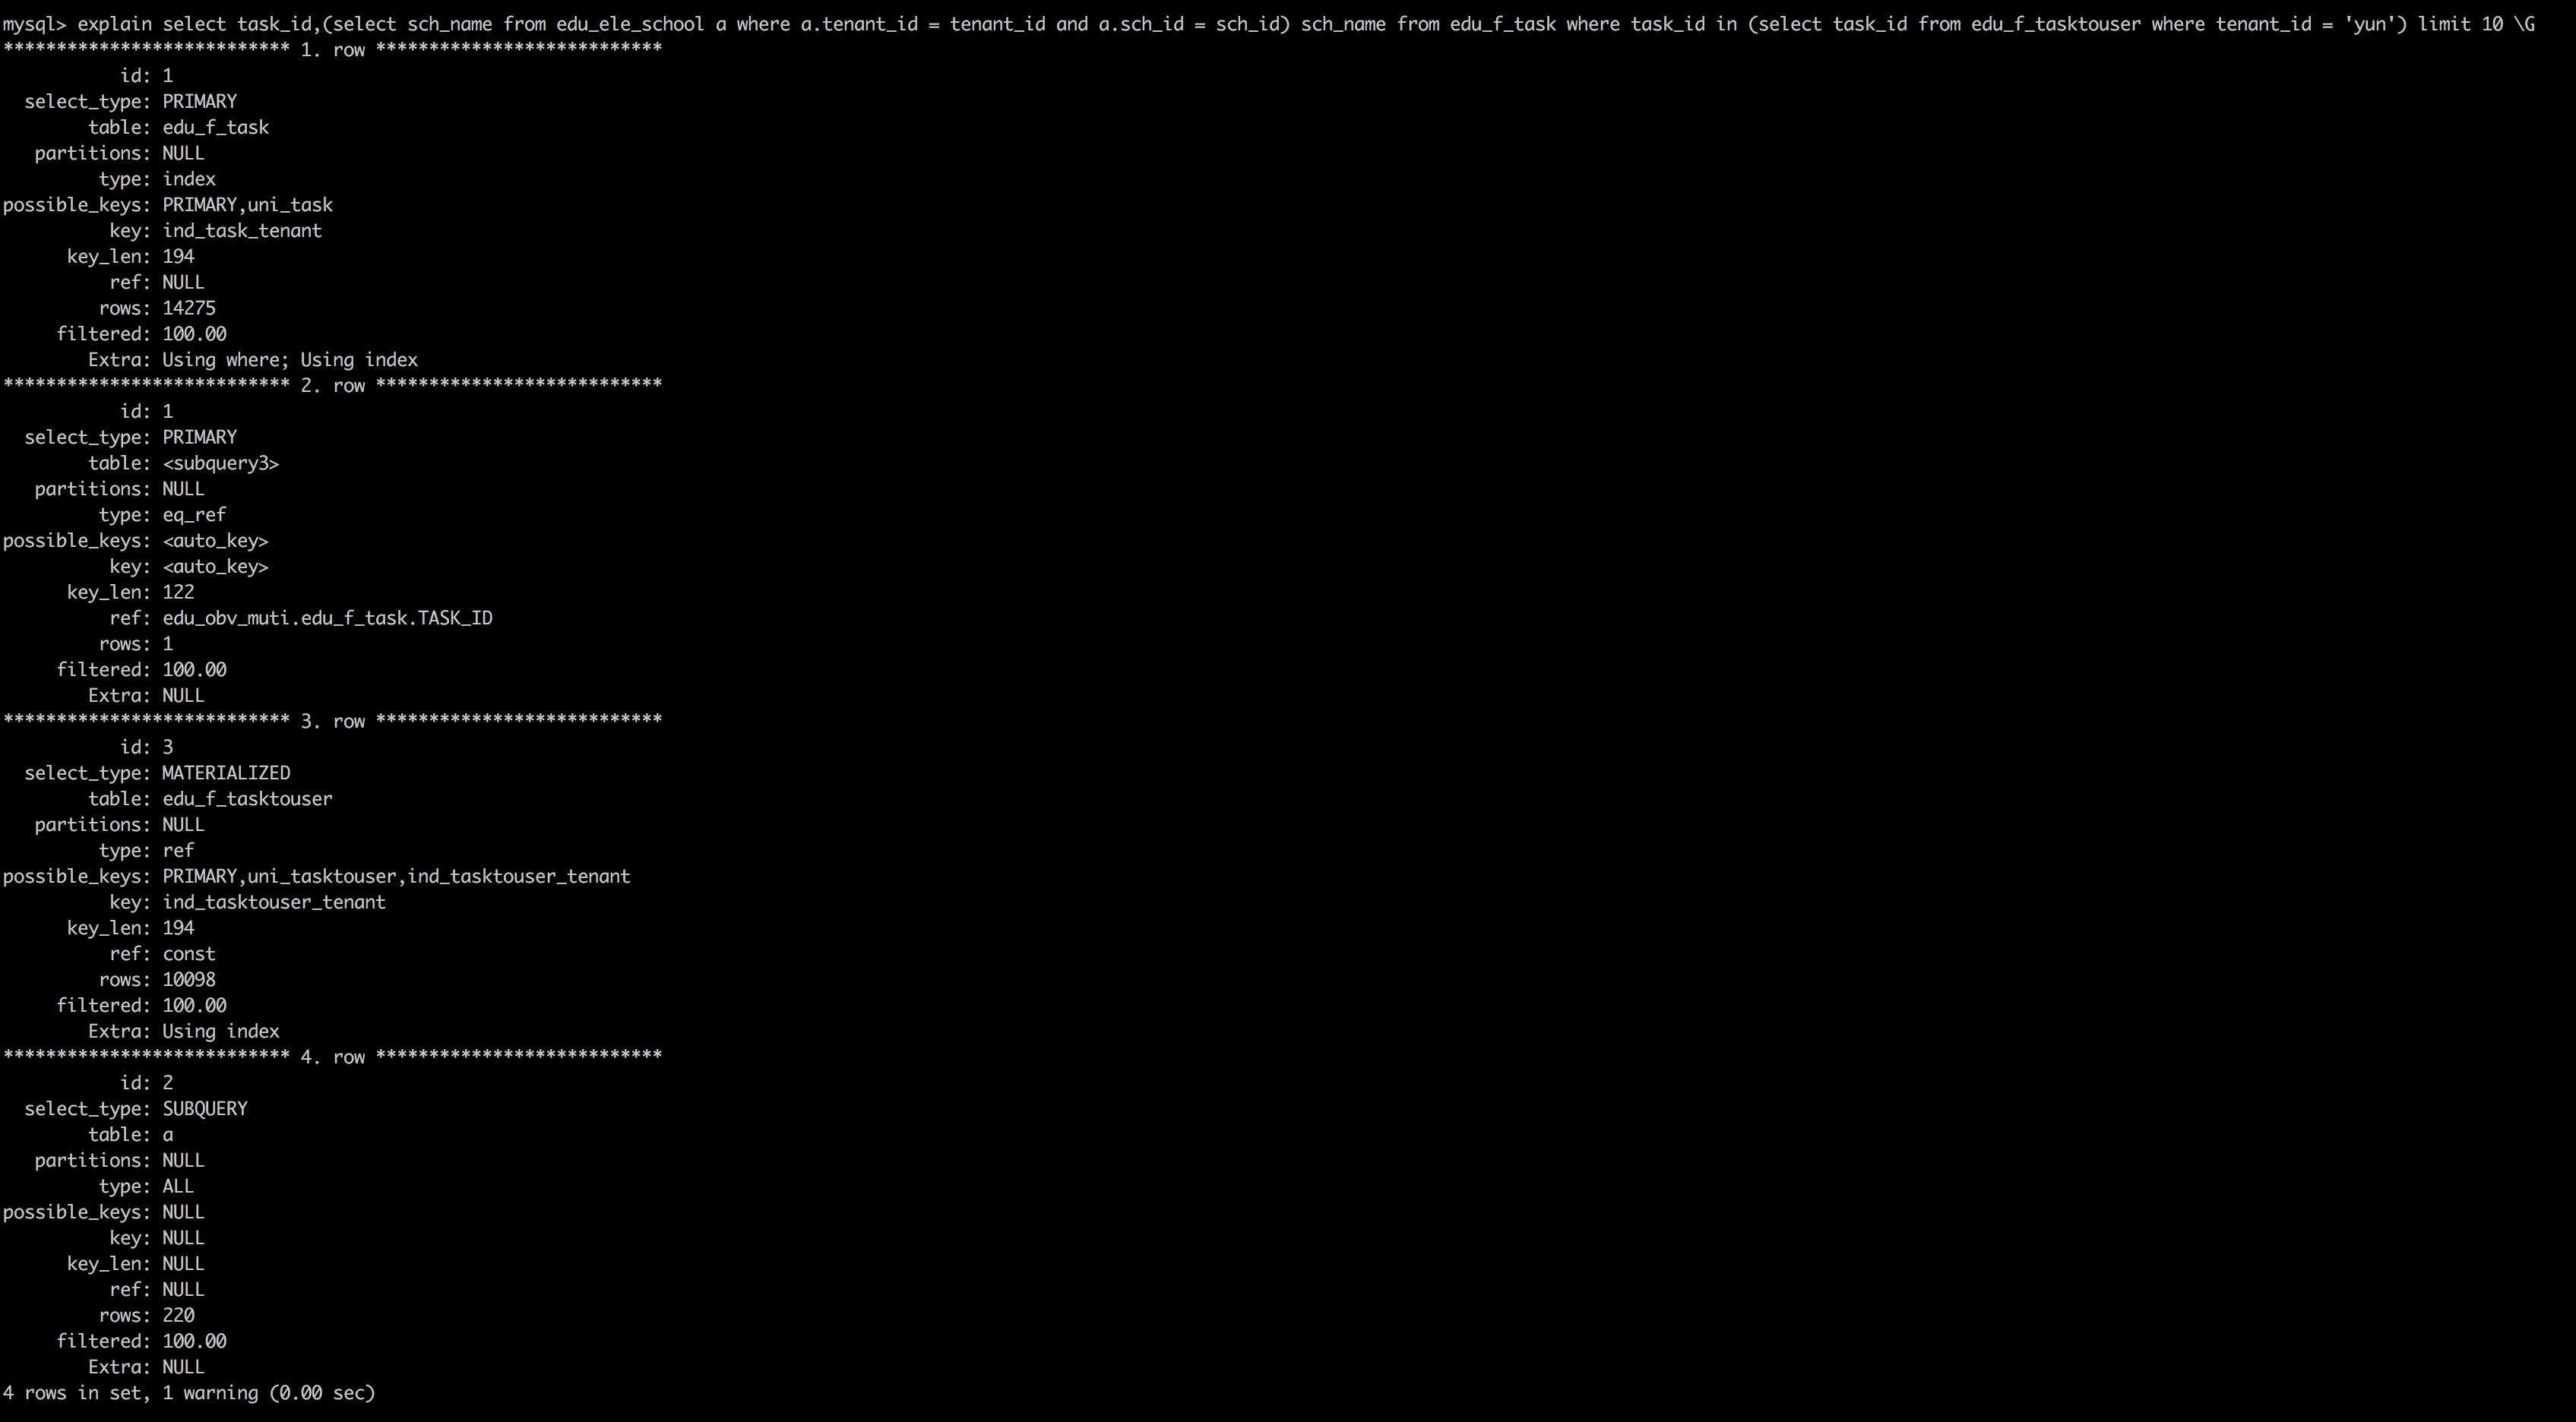 mysql> explain select task_id,(select sch_name from edu_ele_school a where a.tenant_id = tenant_id and a.sch_id = sch_id) sch_name from edu_f_task where task_id in (select task_id from edu_f_tasktouser where tenant_id = 'yun') limit 10 \G
*************************** 1. row ***************************
id: 1
select_type: PRIMARY
table: edu_f_task
partitions: NULL
type: index
possible_keys: PRIMARY,uni_task
key: ind_task_tenant
key_len: 194
ref: NULL
rows: 14275
filtered: 100.00
Extra: Using where; Using index
*************************** 2. row ***************************
id: 1
select_type: PRIMARY
table: <subquery3>
partitions: NULL
type: eq_ref
possible_keys: <auto_key>
key: <auto_key>
key_len: 122
ref: edu_obv_muti.edu_f_task.TASK_ID
rows: 1
filtered: 100.00
Extra: NULL
*************************** 3. row ***************************
id: 3
select_type: MATERIALIZED
table: edu_f_tasktouser
partitions: NULL
type: ref
possible_keys: PRIMARY,uni_tasktouser,ind_tasktouser_tenant
key: ind_tasktouser_tenant
key_len: 194
ref: const
rows: 10098
filtered: 100.00
Extra: Using index
*************************** 4. row ***************************
id: 2
select_type: SUBQUERY
table: a
partitions: NULL
type: ALL
possible_keys: NULL
key: NULL
key_len: NULL
ref: NULL
rows: 220
filtered: 100.00
Extra: NULL
4 rows in set, 1 warning (0.00 sec)